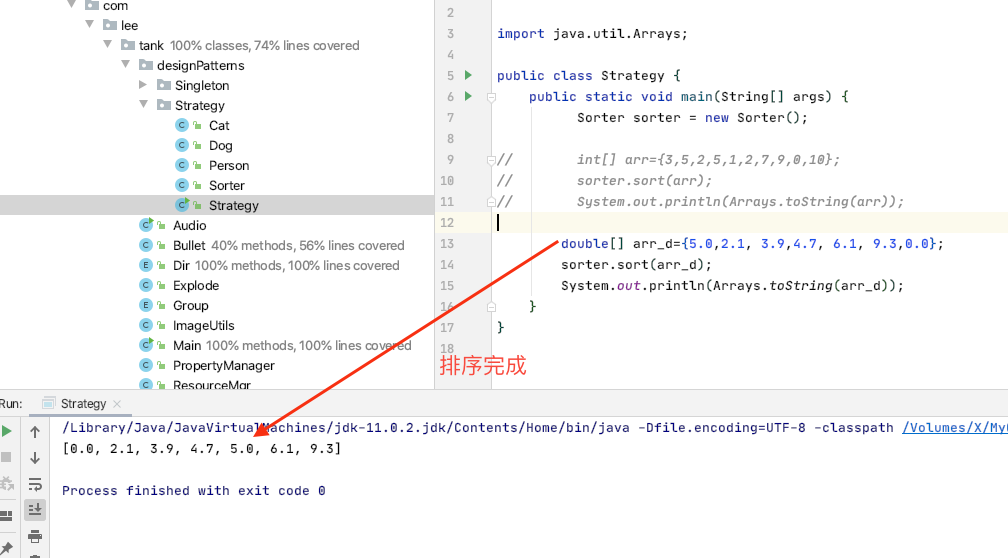 com
lee
tank 100% classes, 74% lines covered
designPatterns
Singleton
Strategy
Cat
Dog
Person
Sorter
Strategy
Audio
Bullet 40% methods, 56% lines covered
Dir 100% methods, 100% lines covered
Explode
Group
ImageUtils
Main 100% methods, 100% lines covered
PropertyManager
ResourceMgr
2
3 import java.util.Arrays;
4
5 public class Strategy {
6 public static void main(String[] args) {
7 Sorter sorter = new Sorter();
8
9 // int[] arr={3,5,2,5,1,2,7,9,0,10};
10 // sorter.sort(arr);
11 // System.out.println(Arrays.toString(arr));
12
13 double[] arr_d={5.0,2.1, 3.9,4.7, 6.1, 9.3,0.0};
14 sorter.sort(arr_d);
15 System.out.println(Arrays.toString(arr_d));
16 }
17 }
18
排序完成
Run: Strategy
/Library/Java/JavaVirtualMachines/jdk-11.0.2.jdk/Contents/Home/bin/java -Dfile.encoding=UTF-8 -classpath /Volumes/X/My
[0.0, 2.1, 3.9, 4.7, 5.0, 6.1, 9.3]
Process finished with exit code 0